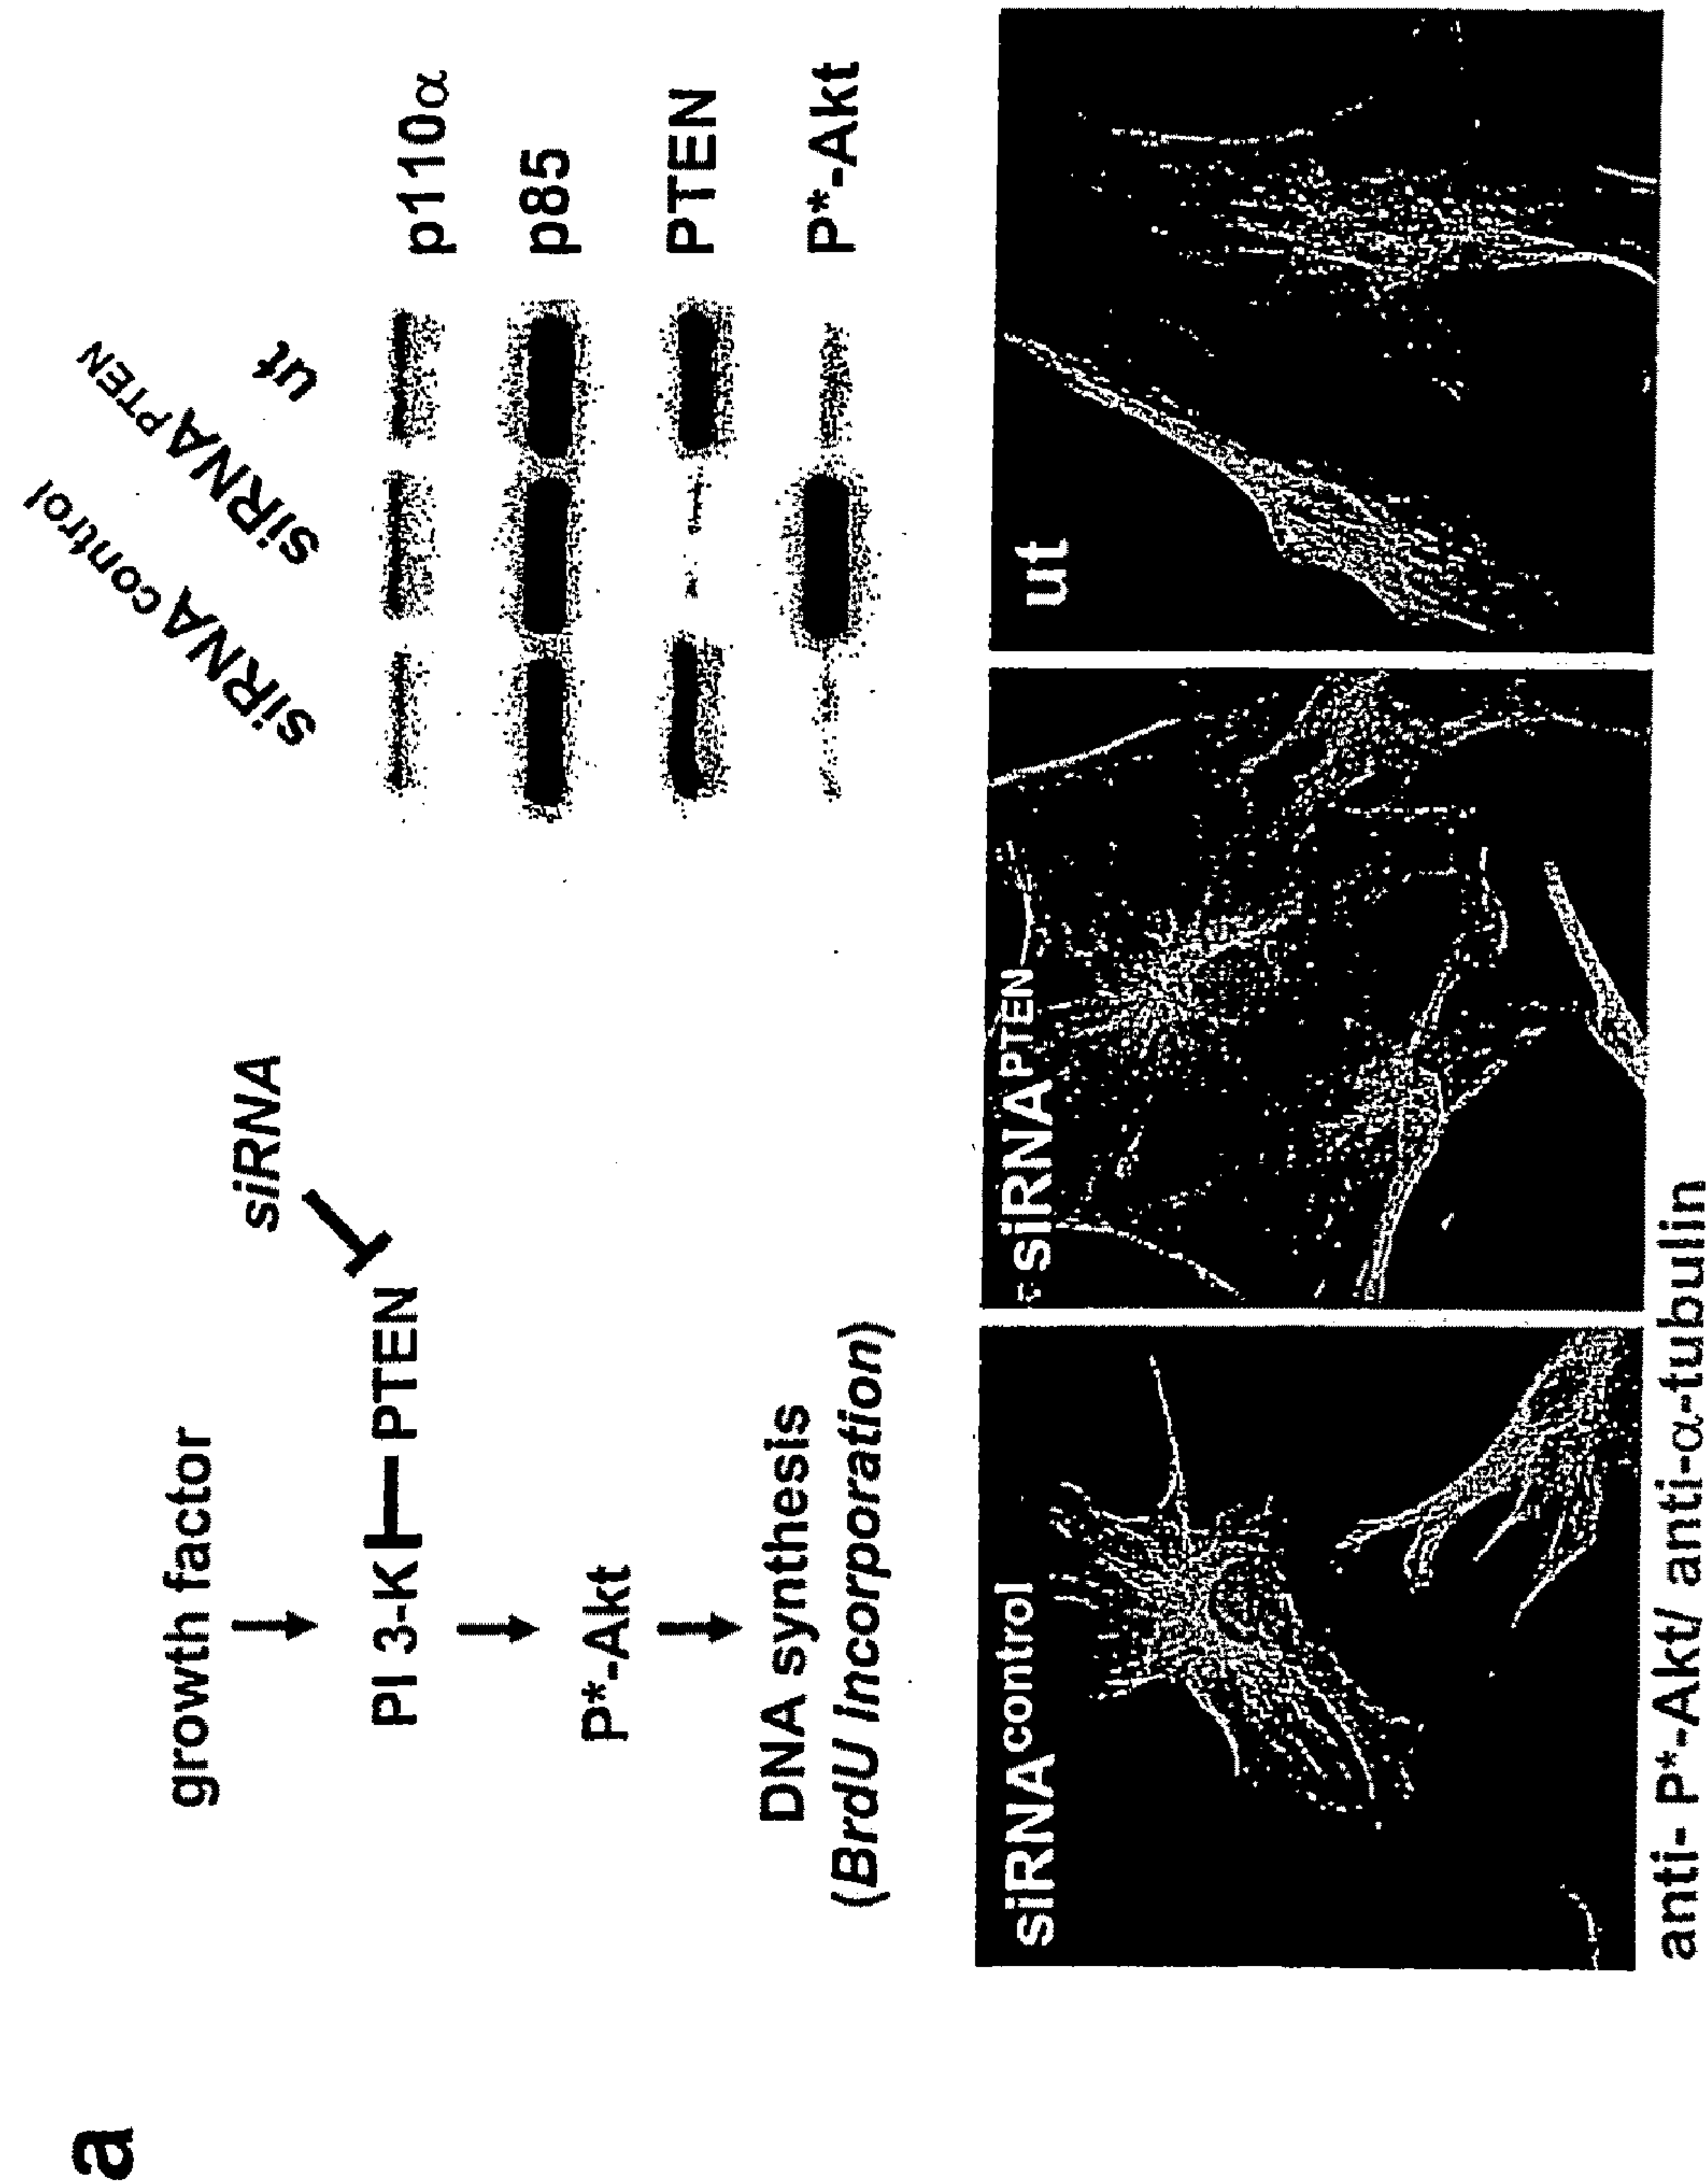 a
growth factor
siRNA
PI 3-K PTEN
P*-Akt
DNA synthesis
(BrdU incorporation)
siRNAcontrol
siRNAPTEN
ut
p110α
p85
PTEN
P*-Akt
siRNAcontrol
siRNAPTEN
ut
anti- P*-Akt/ anti-α-tubulin